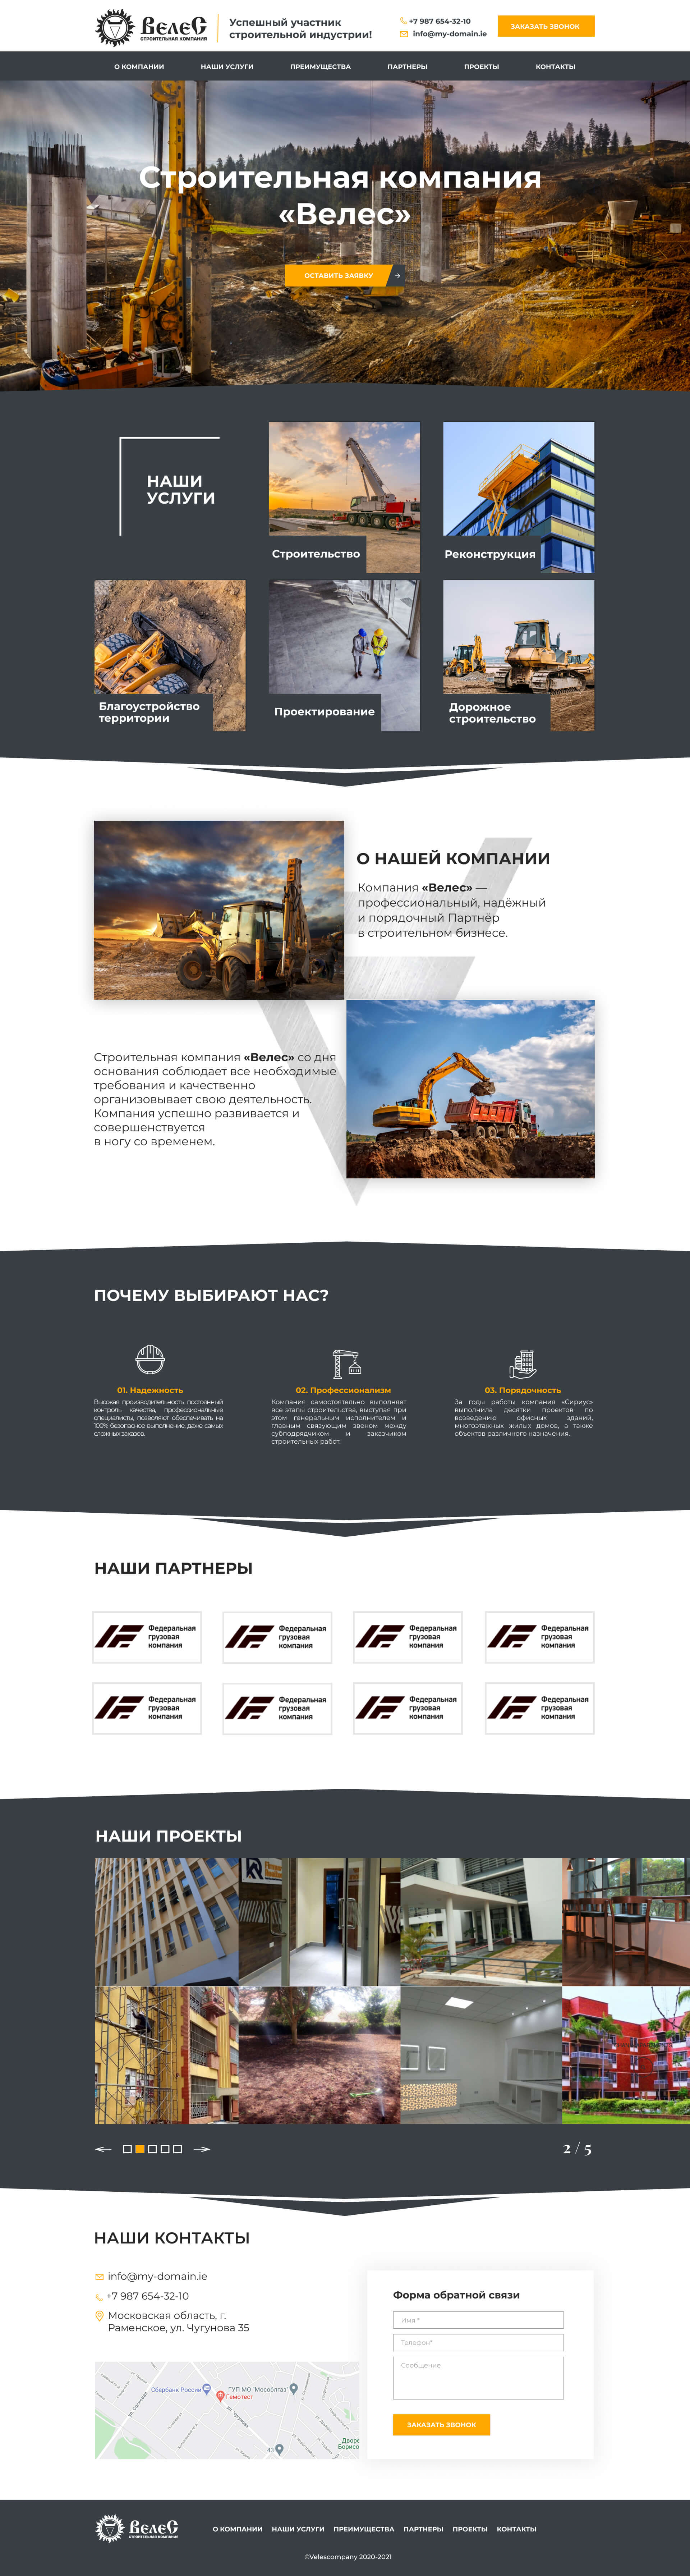 ВелеС
СТРОИТЕЛЬНАЯ КОМПАНИЯ
Успешный участник
строительной индустрии!
+7 987 654-32-10
info@my-domain.ie
ЗАКАЗАТЬ ЗВОНОК
О КОМПАНИИ НАШИ УСЛУГИ ПРЕИМУЩЕСТВА ПАРТНЕРЫ ПРОЕКТЫ КОНТАКТЫ
Строительная компания
«Велес»
ОСТАВИТЬ ЗАЯВКУ
НАШИ
УСЛУГИ
Строительство
Реконструкция
Благоустройство
территории
Проектирование
Дорожное
строительство
О НАШЕЙ КОМПАНИИ
Компания «Велес» —
профессиональный, надёжный
и порядочный Партнёр
в строительном бизнесе.
Строительная компания «Велес» со дня
основания соблюдает все необходимые
требования и качественно
организовывает свою деятельность.
Компания успешно развивается и
совершенствуется
в ногу со временем.
ПОЧЕМУ ВЫБИРАЮТ НАС?
01. Надежность
Высокая производительность, постоянный
контроль качества, профессиональные
специалисты, позволяют обеспечивать на
100% безопасное выполнение, даже самых
сложных заказов.
02. Профессионализм
Компания самостоятельно выполняет
все этапы строительства, выступая при
этом генеральным исполнителем и
главным связующим звеном между
субподрядчиком и заказчиком
строительных работ.
03. Порядочность
За годы работы компания «Сириус»
выполнила десятки проектов по
возведению офисных зданий,
многоэтажных жилых домов, а также
объектов различного назначения.
НАШИ ПАРТНЕРЫ
Федеральная
грузовая
компания
Федеральная
грузовая
компания
Федеральная
грузовая
компания
Федеральная
грузовая
компания
Федеральная
грузовая
компания
Федеральная
грузовая
компания
Федеральная
грузовая
компания
Федеральная
грузовая
компания
НАШИ ПРОЕКТЫ
2 / 5
НАШИ КОНТАКТЫ
info@my-domain.ie
+7 987 654-32-10
Московская область, г.
Раменское, ул. Чугунова 35
Сбербанк России
ГУП МО "Мособлгаз"
Гемотест
ул. Чугунова
43
Дворе
Борисо
Форма обратной связи
Име *
Телефон*
Сообщение
ЗАКАЗАТЬ ЗВОНОК
ВелеС
СТРОИТЕЛЬНАЯ КОМПАНИЯ
О КОМПАНИИ НАШИ УСЛУГИ ПРЕИМУЩЕСТВА ПАРТНЕРЫ ПРОЕКТЫ КОНТАКТЫ
©Velescompany 2020-2021